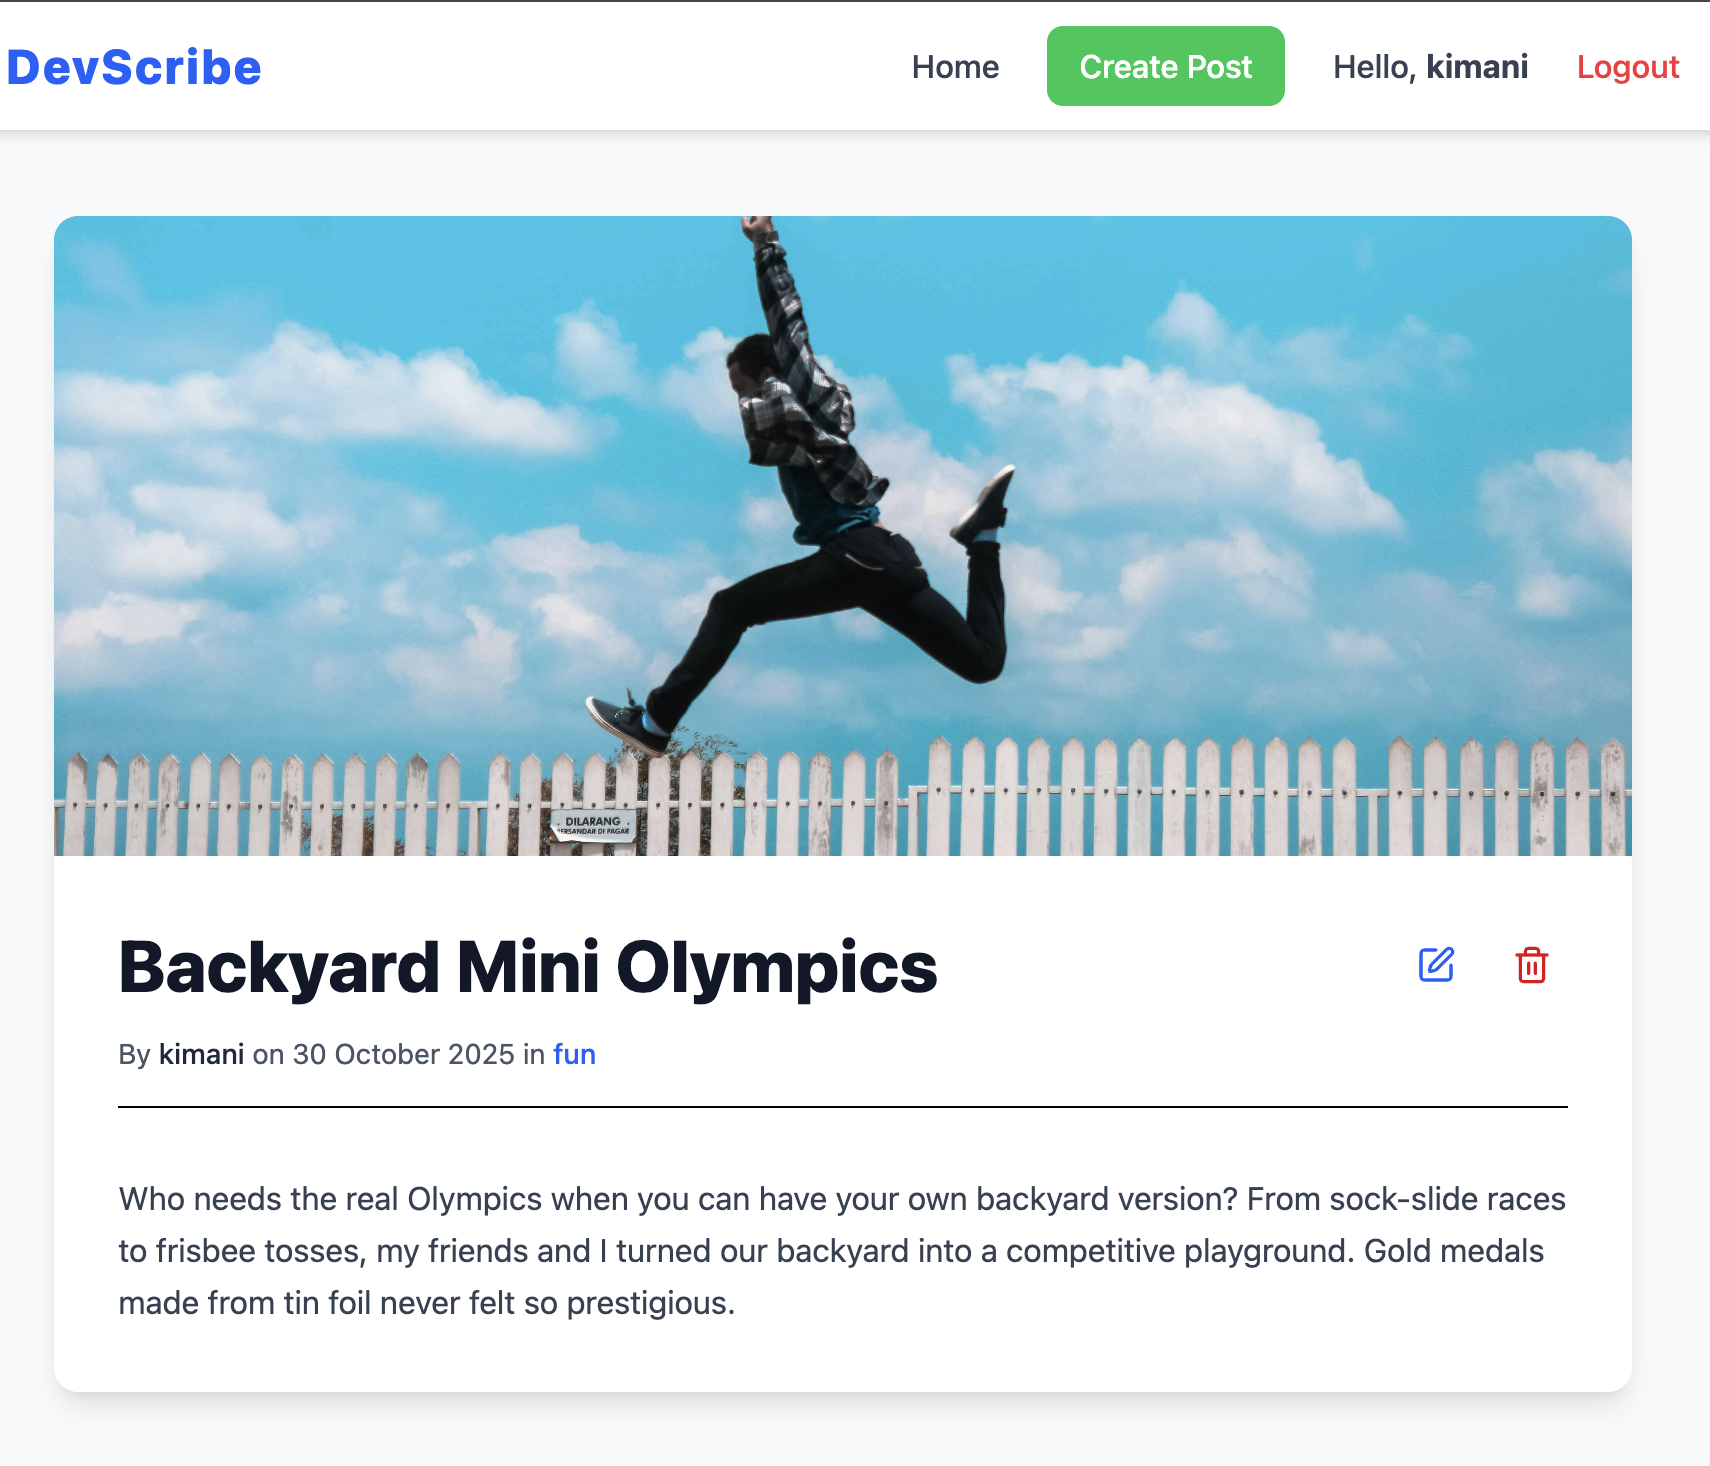 DevScribe
Home
Create Post
Hello, kimani
Logout
DILARANG
BERSANDAR DI PAGAR
Backyard Mini Olympics
By kimani on 30 October 2025 in fun
Who needs the real Olympics when you can have your own backyard version? From sock-slide races
to frisbee tosses, my friends and I turned our backyard into a competitive playground. Gold medals
made from tin foil never felt so prestigious.